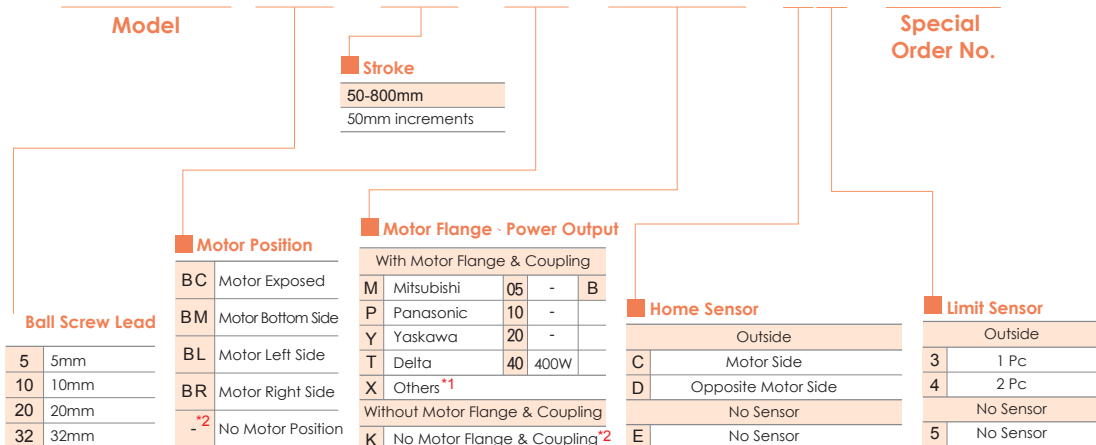 Model
Special
Order No.
Stroke
50-800mm
50mm increments
Ball Screw Lead
5 5mm
10 10mm
20 20mm
32 32mm
Motor Position
BC Motor Exposed
BM Motor Bottom Side
BL Motor Left Side
BR Motor Right Side
-*2 No Motor Position
Motor Flange、Power Output
With Motor Flange & Coupling
M Mitsubishi 05 - B
P Panasonic 10 -
Y Yaskawa 20 -
T Delta 40 400W
X Others*1
Without Motor Flange & Coupling
K No Motor Flange & Coupling*2
Home Sensor
Outside
C Motor Side
D Opposite Motor Side
No Sensor
E No Sensor
Limit Sensor
Outside
3 1 Pc
4 2 Pc
No Sensor
5 No Sensor